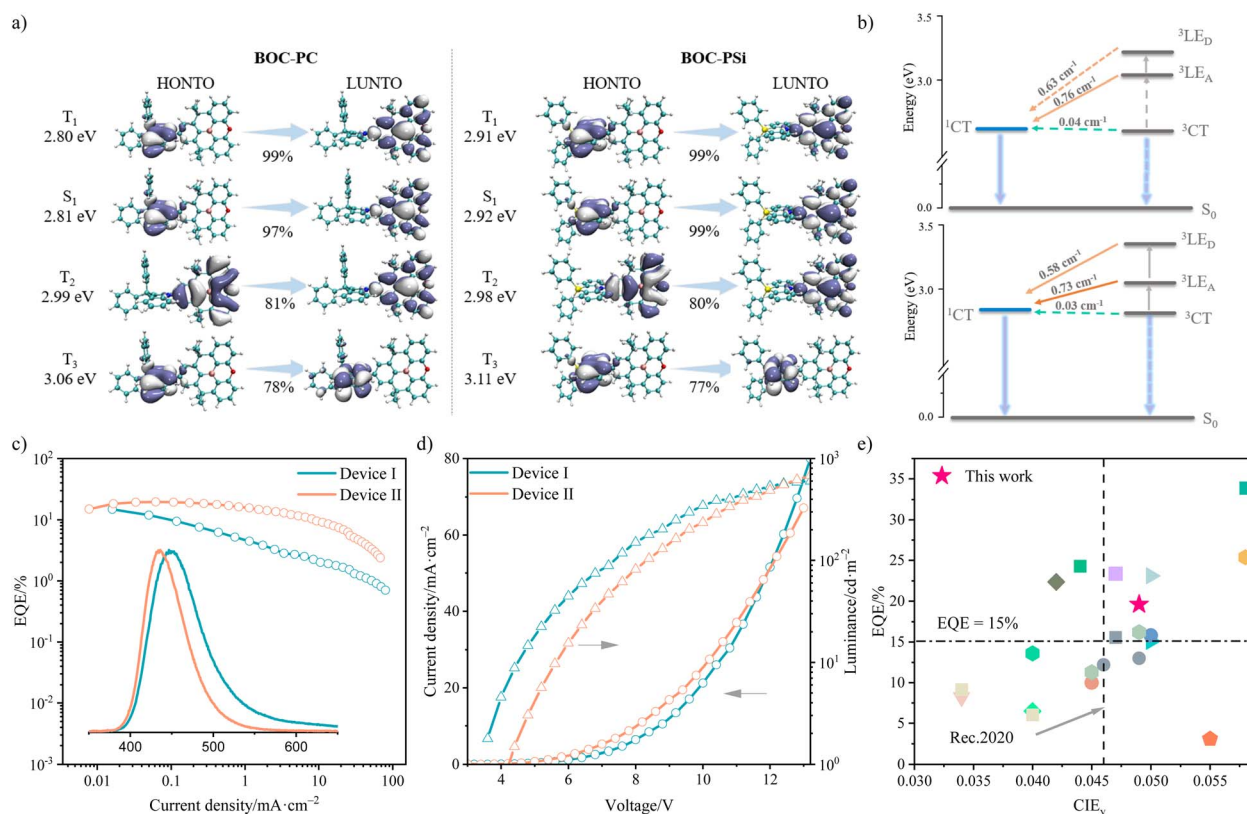 a)
BOC-PC
HONTO LUNTO
T1
2.80 eV
99%
S1
2.81 eV
97%
T2
2.99 eV
81%
T3
3.06 eV
78%
BOC-PSi
HONTO LUNTO
T1
2.91 eV
99%
S1
2.92 eV
99%
T2
2.98 eV
80%
T3
3.11 eV
77%
b)
3.5
3.0
0.0
Energy (eV)
³LE_D
³LE_A
0.63 cm⁻¹
0.76 cm⁻¹
¹CT
0.04 cm⁻¹
³CT
S0
3.5
3.0
0.0
Energy (eV)
³LE_D
³LE_A
0.58 cm⁻¹
0.73 cm⁻¹
¹CT
0.03 cm⁻¹
³CT
S0
c)
EQE/%
10²
10¹
10⁰
10⁻¹
10⁻²
10⁻³
Device I
Device II
400 500 600
0.01 0.1 1 10 100
Current density/mA·cm⁻²
d)
Current density/mA·cm⁻²
80
60
40
20
0
Device I
Device II
10³
10²
10¹
10⁰
Luminance/cd·m⁻²
4 6 8 10 12
Voltage/V
e)
EQE/%
35
30
25
20
15
10
5
0
This work
EQE = 15%
Rec.2020
0.030 0.035 0.040 0.045 0.050 0.055
CIEy